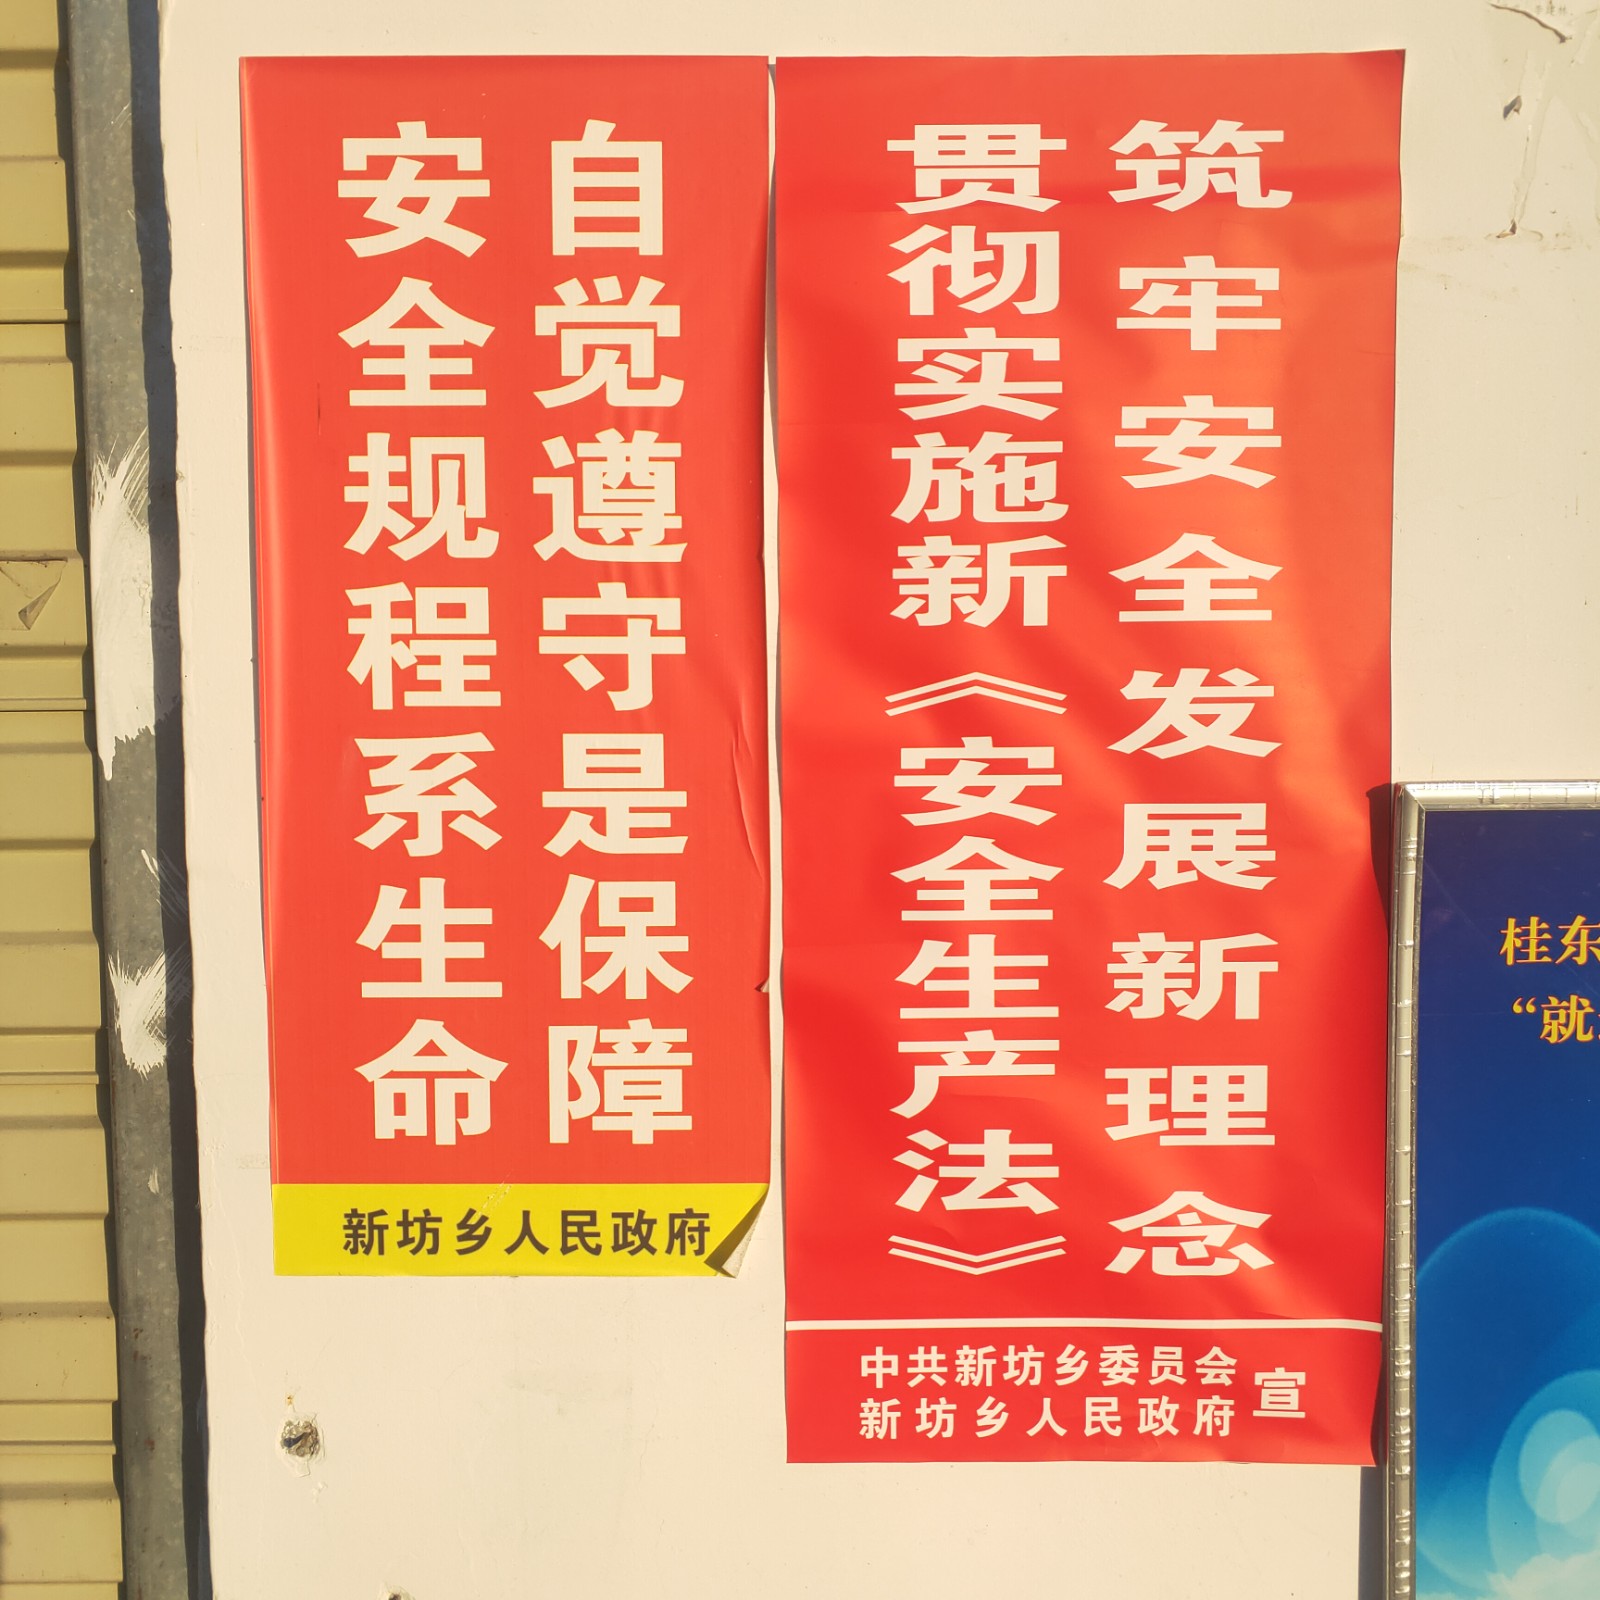 安全规程系生命
自觉遵守是保障
新坊乡人民政府
筑牢安全发展新理念
贯彻实施新《安全生产法》
中共新坊乡委员会
新坊乡人民政府
宣
桂东
“就